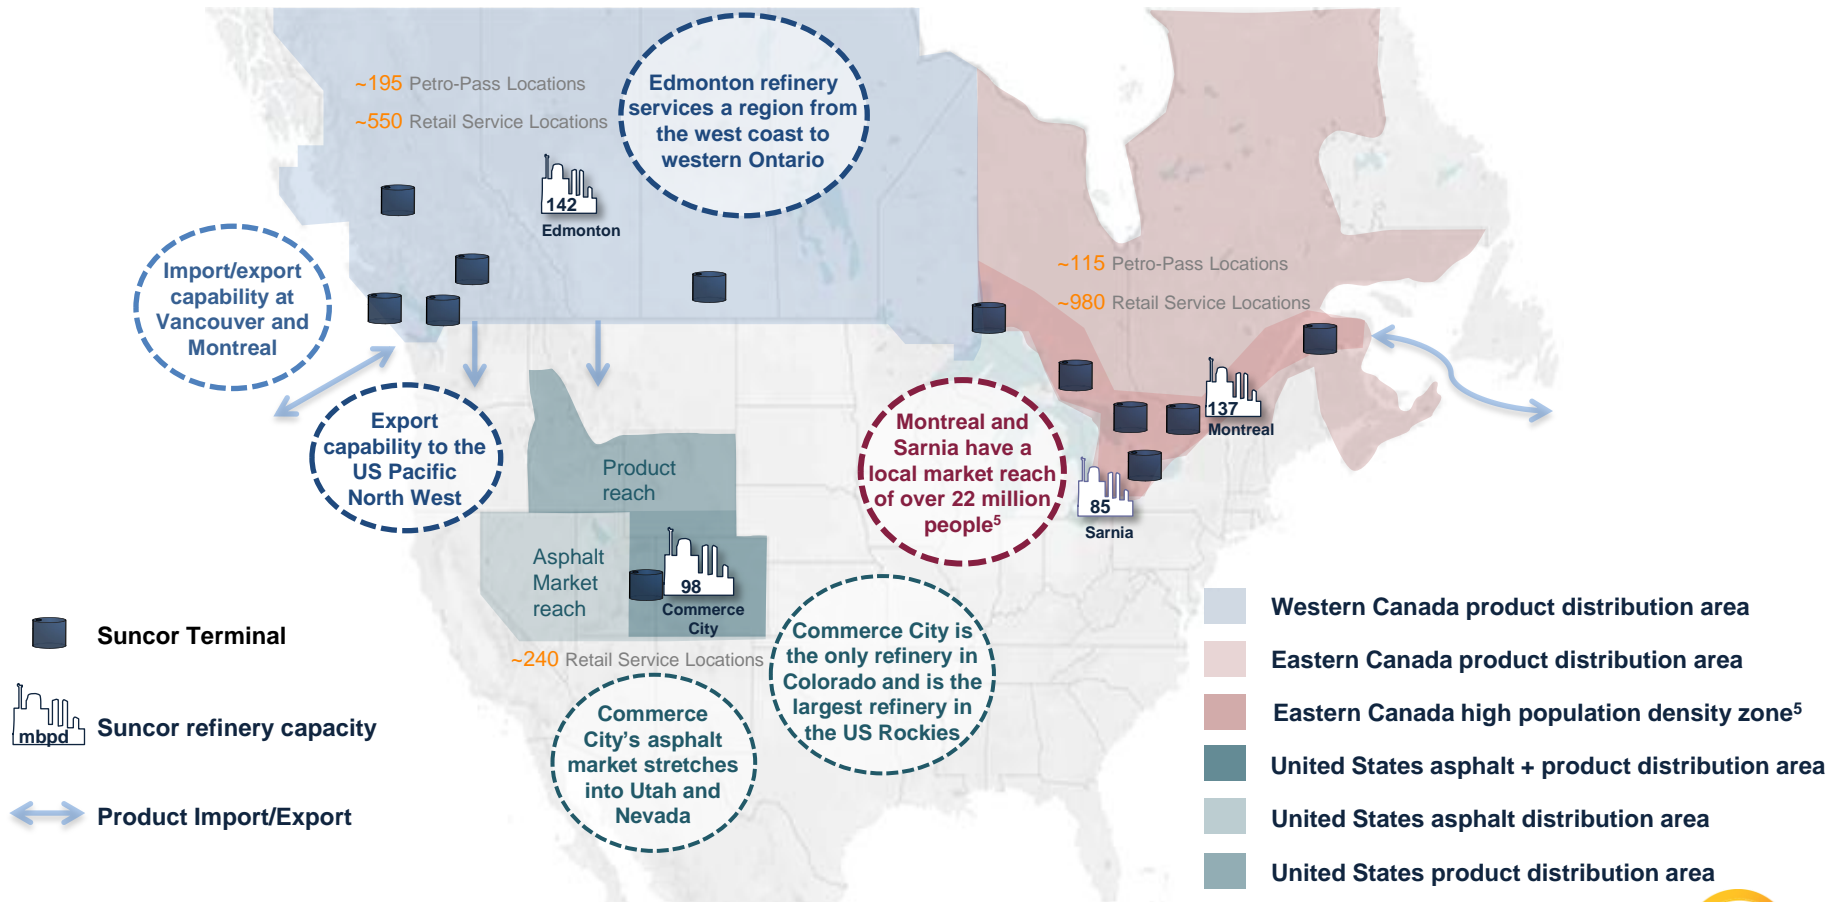 ~195 Petro-Pass Locations
~550 Retail Service Locations
Edmonton refinery
services a region from
the west coast to
western Ontario
142
Edmonton
Import/export
capability at
Vancouver and
Montreal
~115 Petro-Pass Locations
~980 Retail Service Locations
Export
capability to the
US Pacific
North West
Montreal and
Sarnia have a
local market reach
of over 22 million
people⁵
137
Montreal
85
Sarnia
Product
reach
Asphalt
Market
reach
98
Commerce
City
~240 Retail Service Locations
Commerce City is
the only refinery in
Colorado and is the
largest refinery in
the US Rockies
Commerce
City's asphalt
market stretches
into Utah and
Nevada
Suncor Terminal
mbpd
Suncor refinery capacity
Product Import/Export
Western Canada product distribution area
Eastern Canada product distribution area
Eastern Canada high population density zone⁵
United States asphalt + product distribution area
United States asphalt distribution area
United States product distribution area